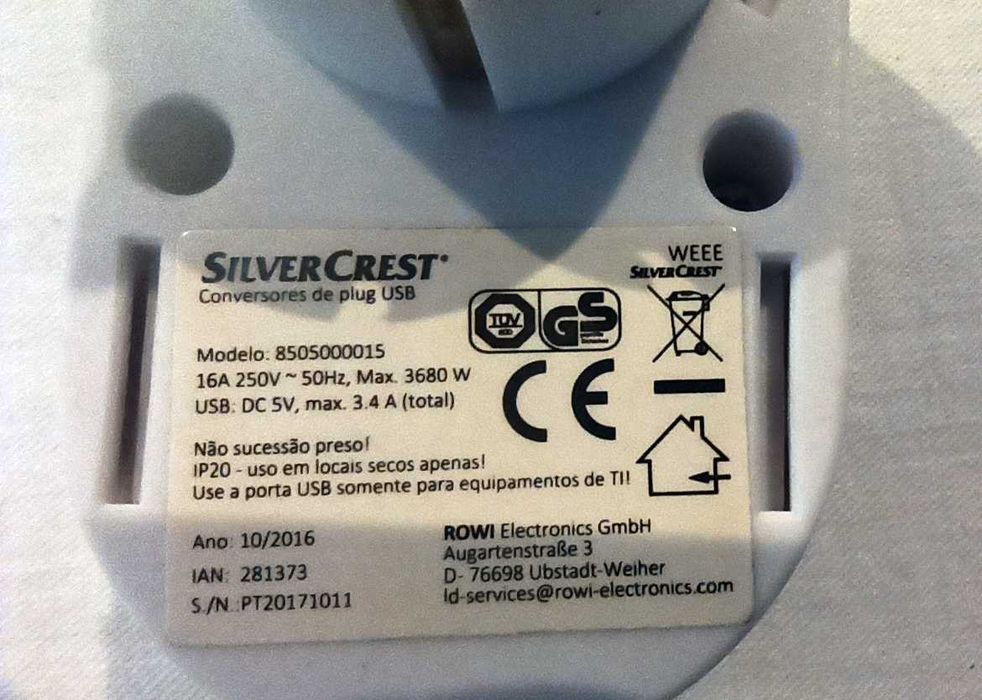 SILVERCREST®
Conversores de plug USB
WEEE
SILVERCREST
TÜV
GS
CE
Modelo: 8505000015
16A 250V ~ 50Hz, Max. 3680 W
USB: DC 5V, max. 3.4 A (total)
Não sucessão preso!
IP20 - uso em locais secos apenas!
Use a porta USB somente para equipamentos de TI!
Ano: 10/2016
IAN: 281373
S./N.:PT20171011
ROWI Electronics GmbH
Augartenstraße 3
D- 76698 Ubstadt-Weiher
ld-services@rowi-electronics.com